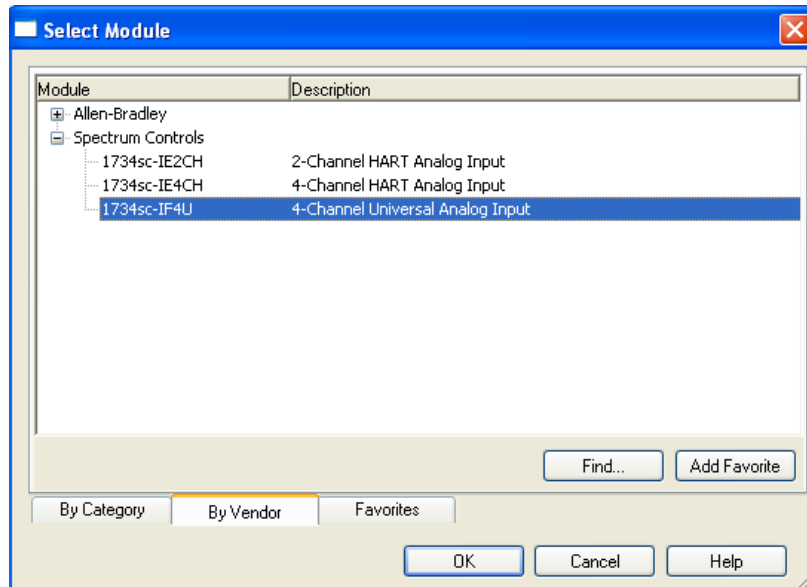 Select Module
Module Description
Allen-Bradley
Spectrum Controls
1734sc-IE2CH 2-Channel HART Analog Input
1734sc-IE4CH 4-Channel HART Analog Input
1734sc-IF4U 4-Channel Universal Analog Input
Find... Add Favorite
By Category By Vendor Favorites
OK Cancel Help